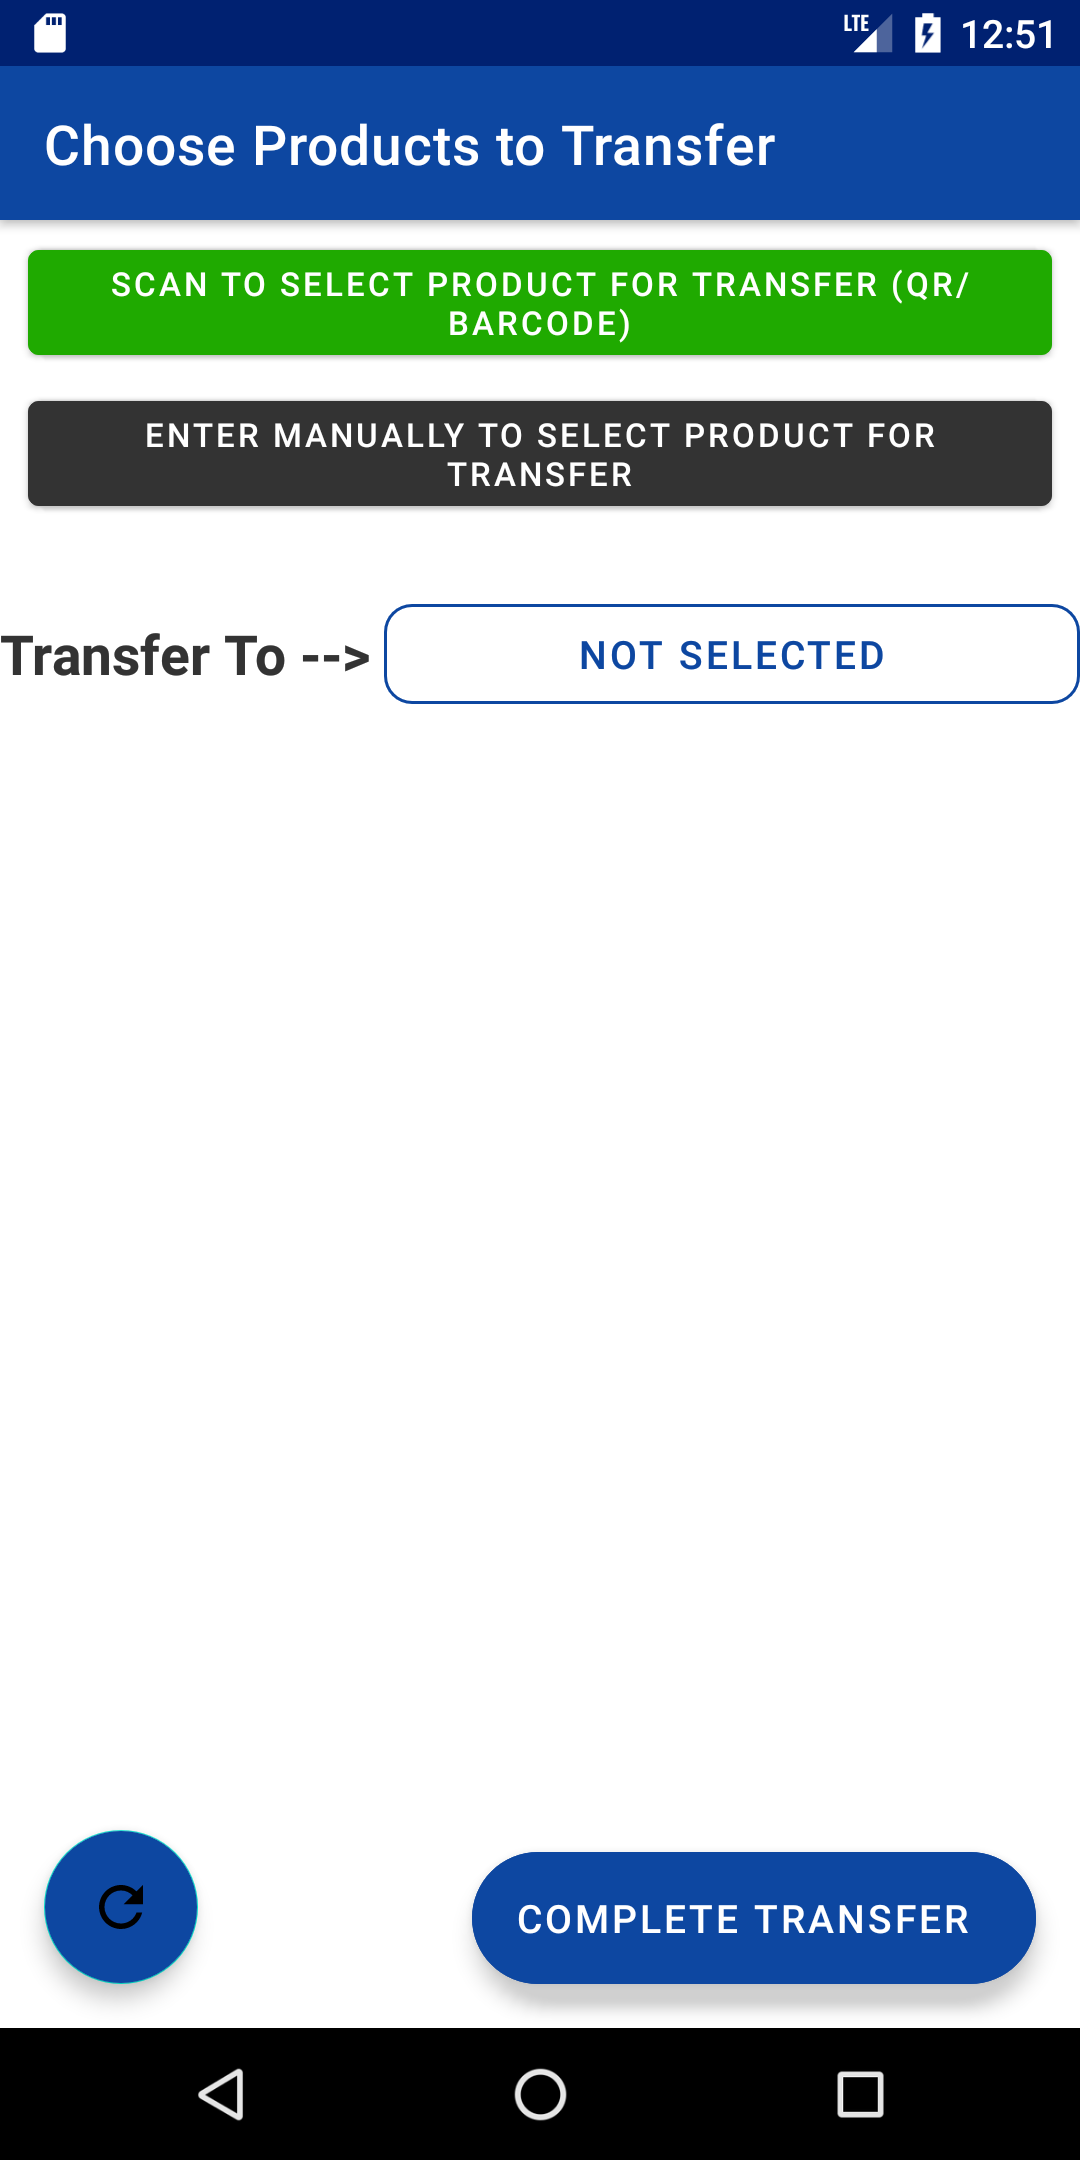 LTE 12:51
Choose Products to Transfer
SCAN TO SELECT PRODUCT FOR TRANSFER (QR/
BARCODE)
ENTER MANUALLY TO SELECT PRODUCT FOR
TRANSFER
Transfer To --> NOT SELECTED
COMPLETE TRANSFER